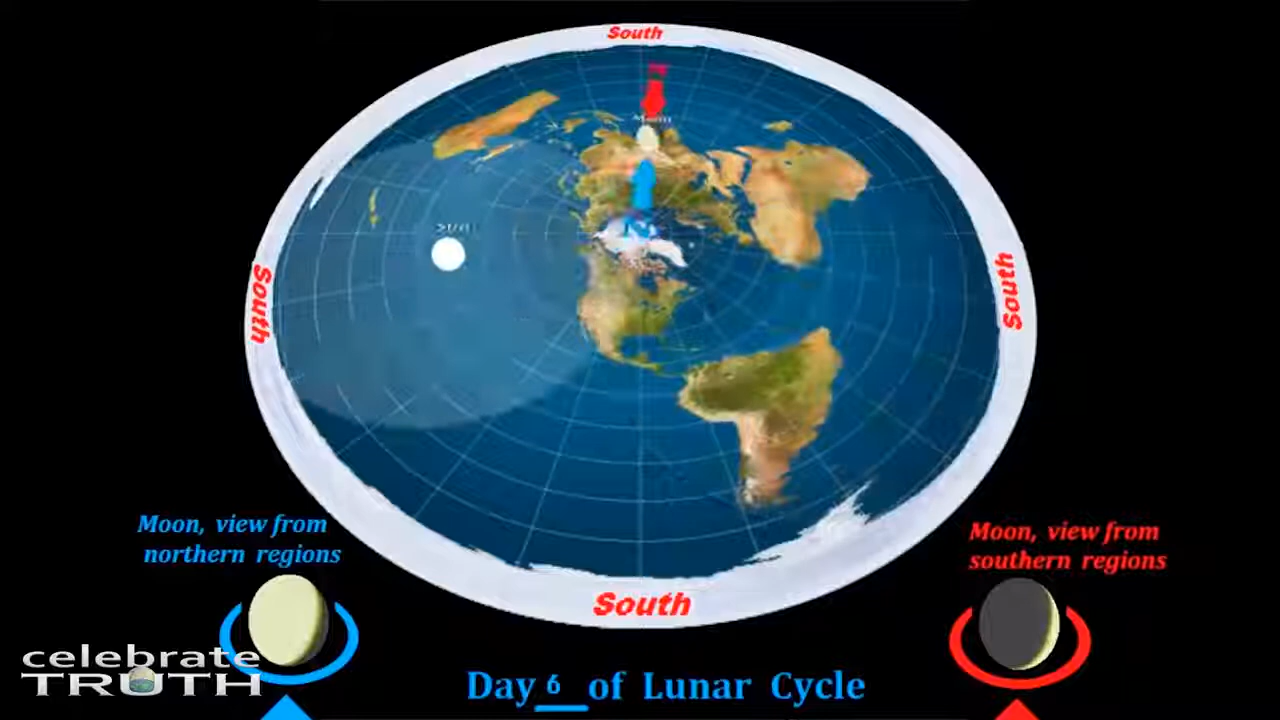 South
Moon
N
South
South
Moon, view from
northern regions
Moon, view from
southern regions
South
celebrate
TRUTH
Day 6 of Lunar Cycle